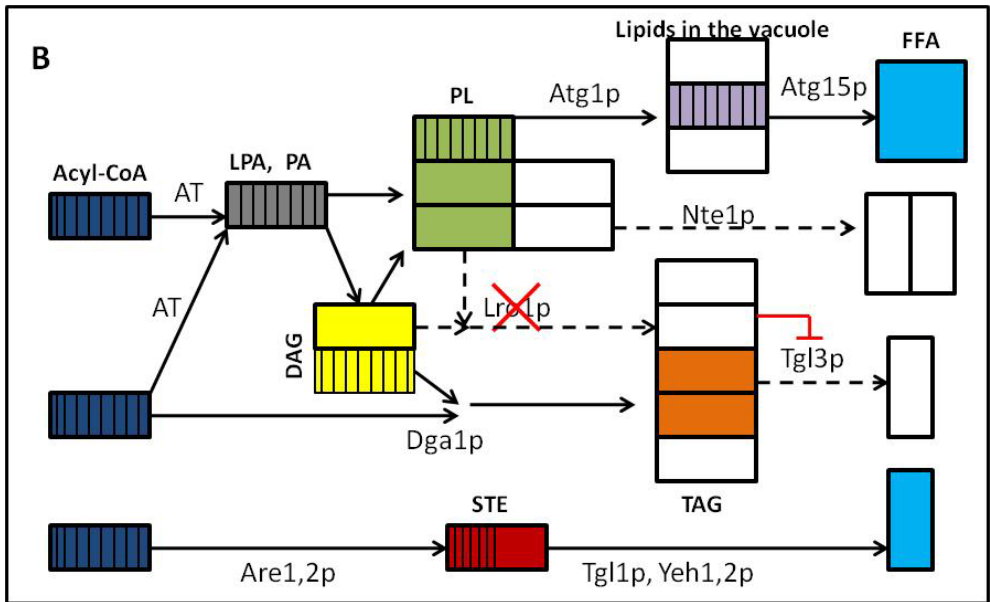 B
Lipids in the vacuole
FFA
PL
Atg1p
Atg15p
Acyl-CoA
LPA, PA
AT
Nte1p
AT
Lro1p
DAG
Tgl3p
Dga1p
STE
TAG
Are1,2p
Tgl1p, Yeh1,2p